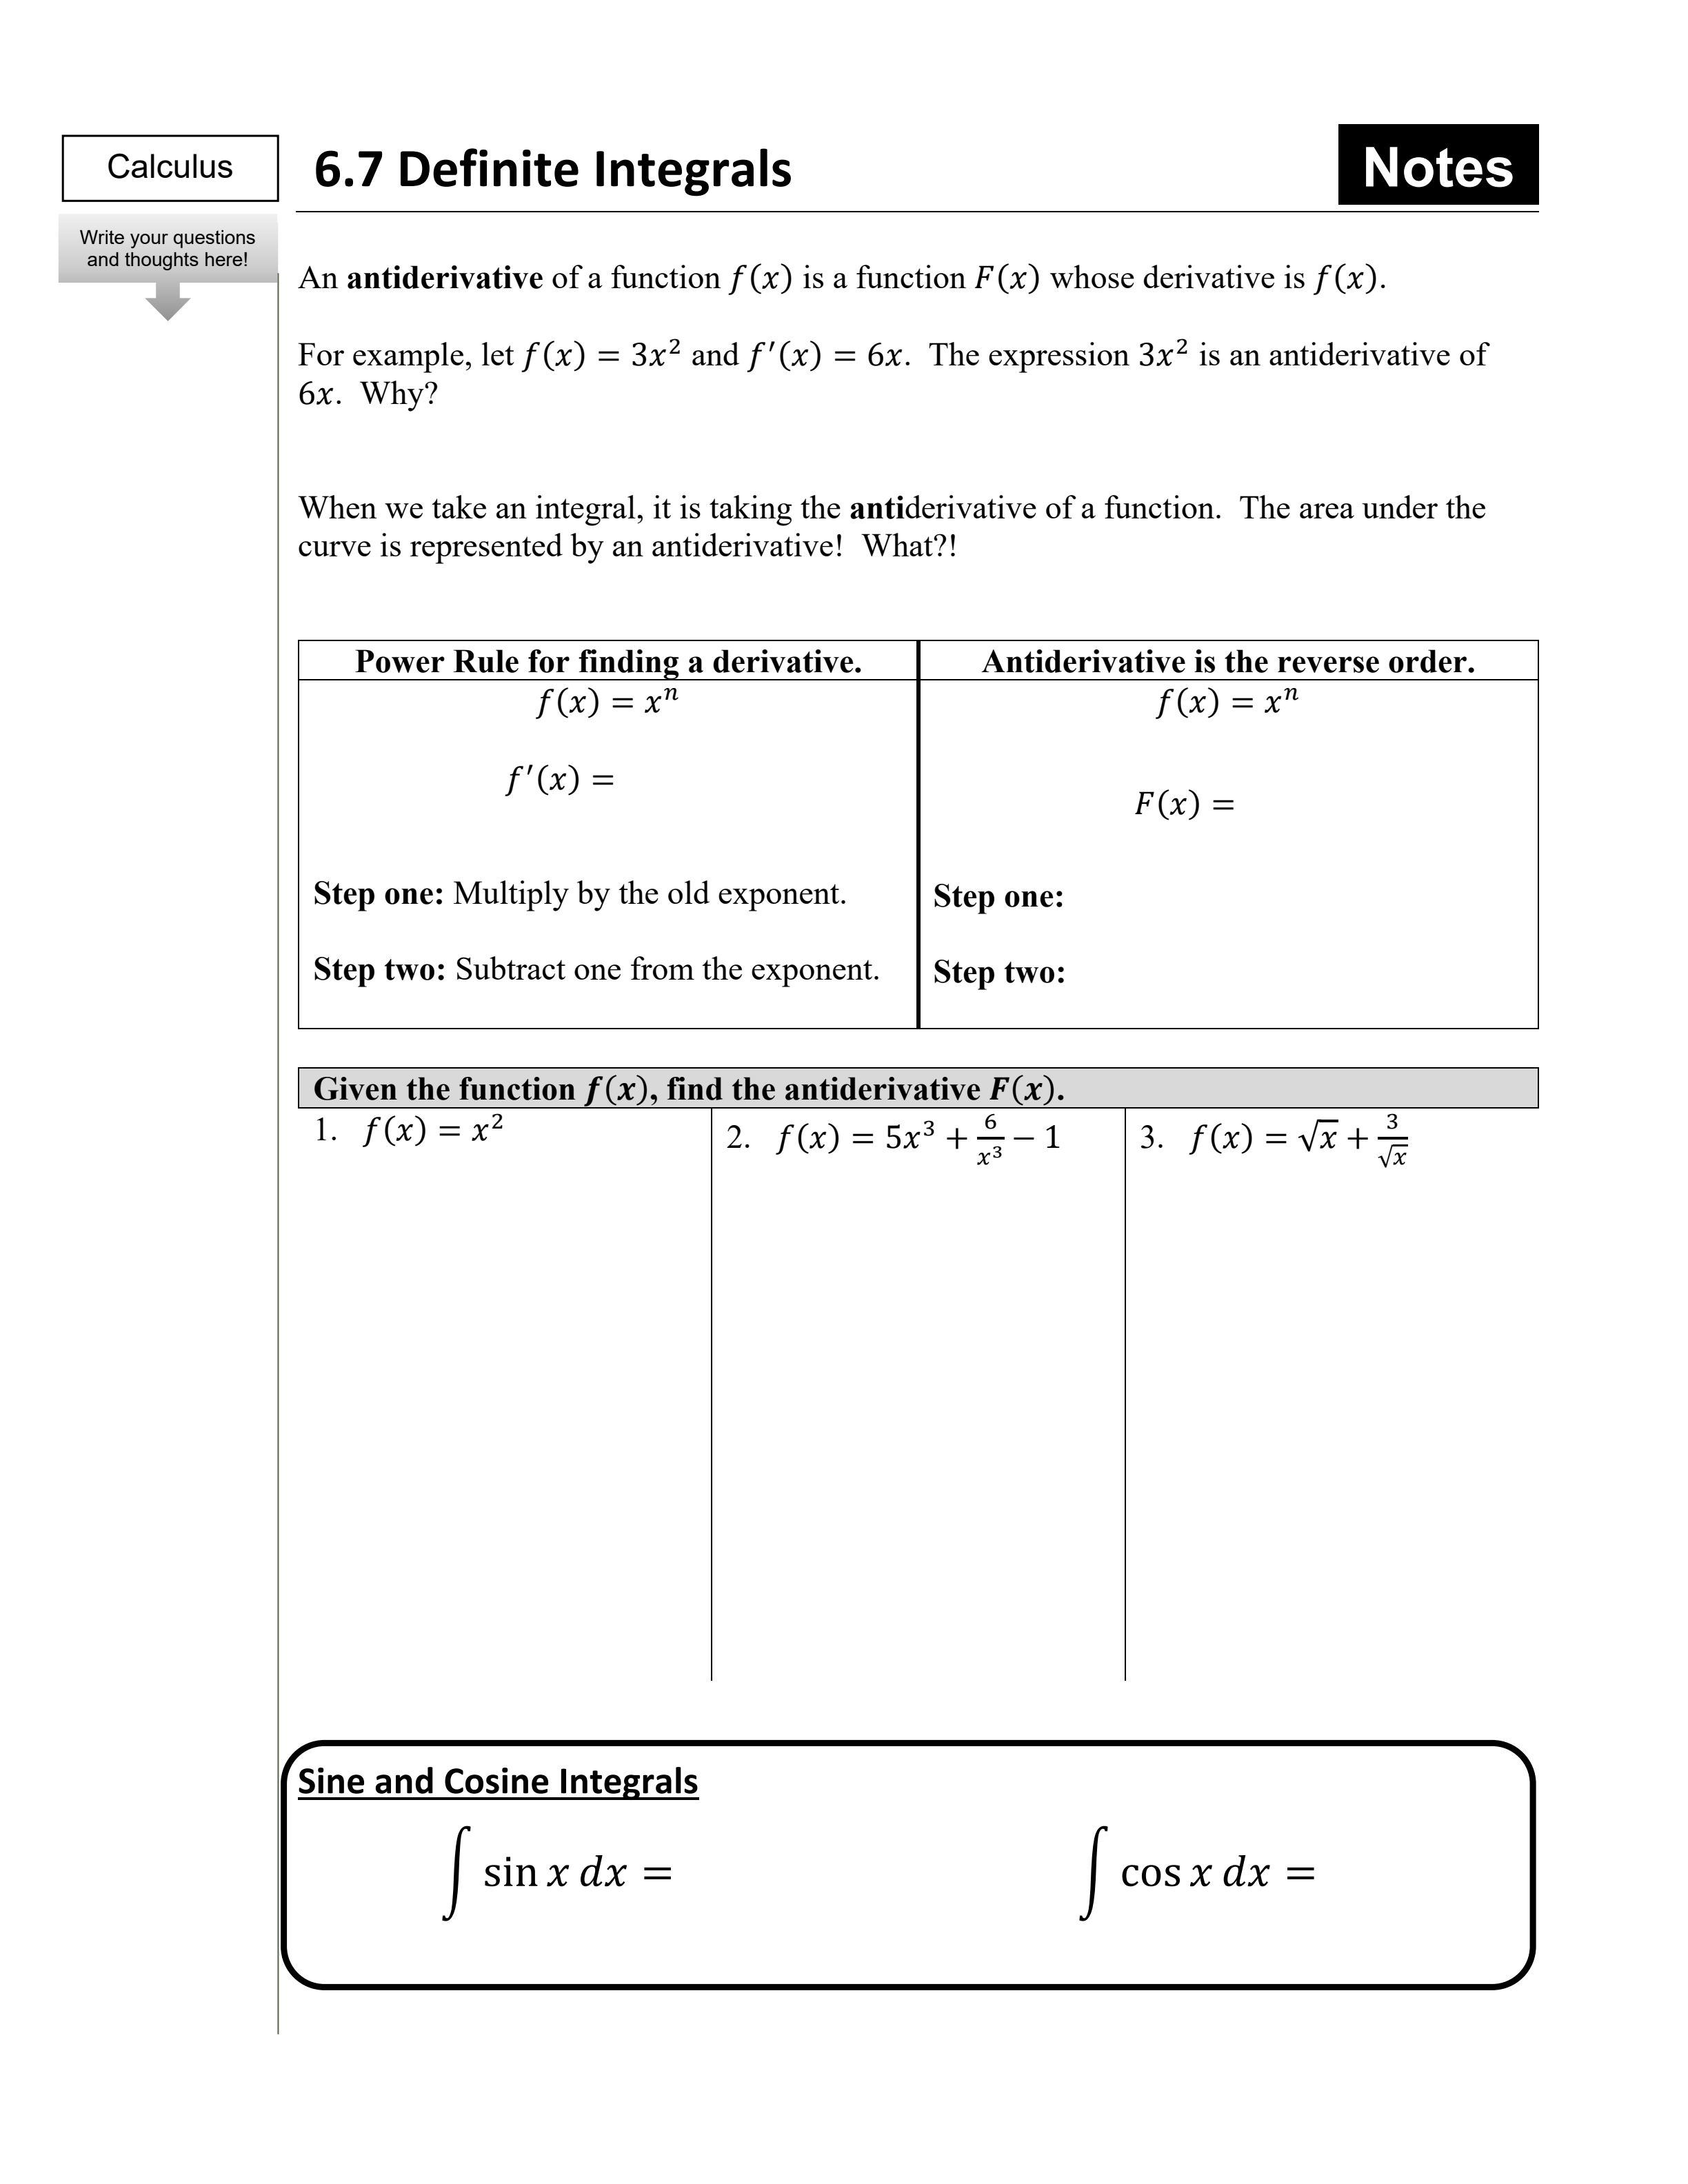 Calculus
6.7 Definite Integrals
Notes
Write your questions
and thoughts here!
An antiderivative of a function f(x) is a function F(x) whose derivative is f(x).
For example, let f(x) = 3x² and f′(x) = 6x. The expression 3x² is an antiderivative of
6x. Why?
When we take an integral, it is taking the antiderivative of a function. The area under the
curve is represented by an antiderivative! What?!
Power Rule for finding a derivative.
f(x) = xⁿ
f′(x) =
Step one: Multiply by the old exponent.
Step two: Subtract one from the exponent.
Antiderivative is the reverse order.
f(x) = xⁿ
F(x) =
Step one:
Step two:
Given the function f(x), find the antiderivative F(x).
1. f(x) = x²
2. f(x) = 5x³ + 6/x³ − 1
3. f(x) = √x + 3/√x
Sine and Cosine Integrals
∫ sin x dx =
∫ cos x dx =